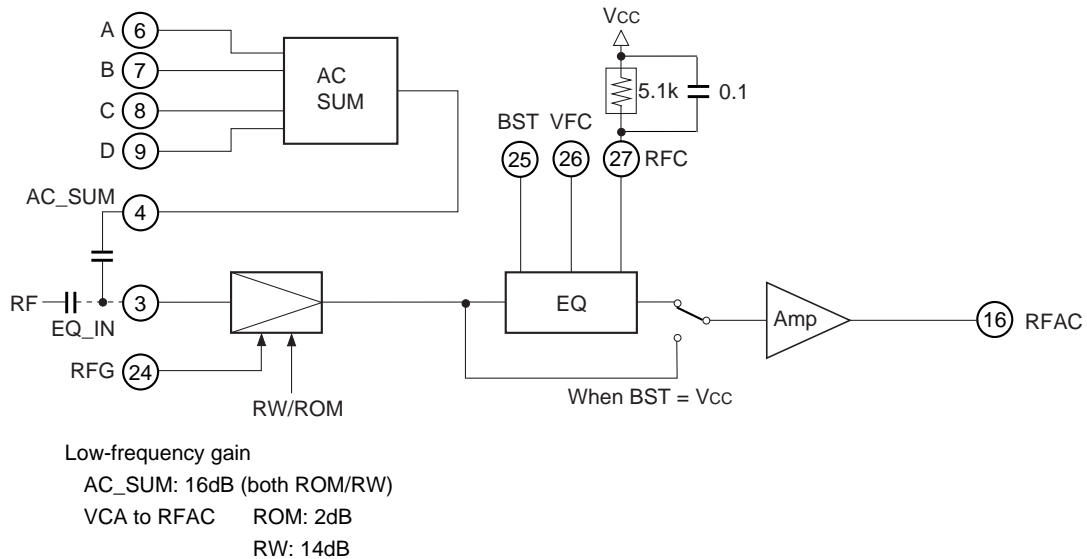 A 6
B 7
C 8
D 9
AC
SUM
VCC
5.1k 0.1
BST VFC
25 26 27 RFC
AC_SUM 4
RF 3
EQ_IN
EQ
Amp
16 RFAC
RFG 24
When BST = VCC
RW/ROM
Low-frequency gain
AC_SUM: 16dB (both ROM/RW)
VCA to RFAC ROM: 2dB
RW: 14dB